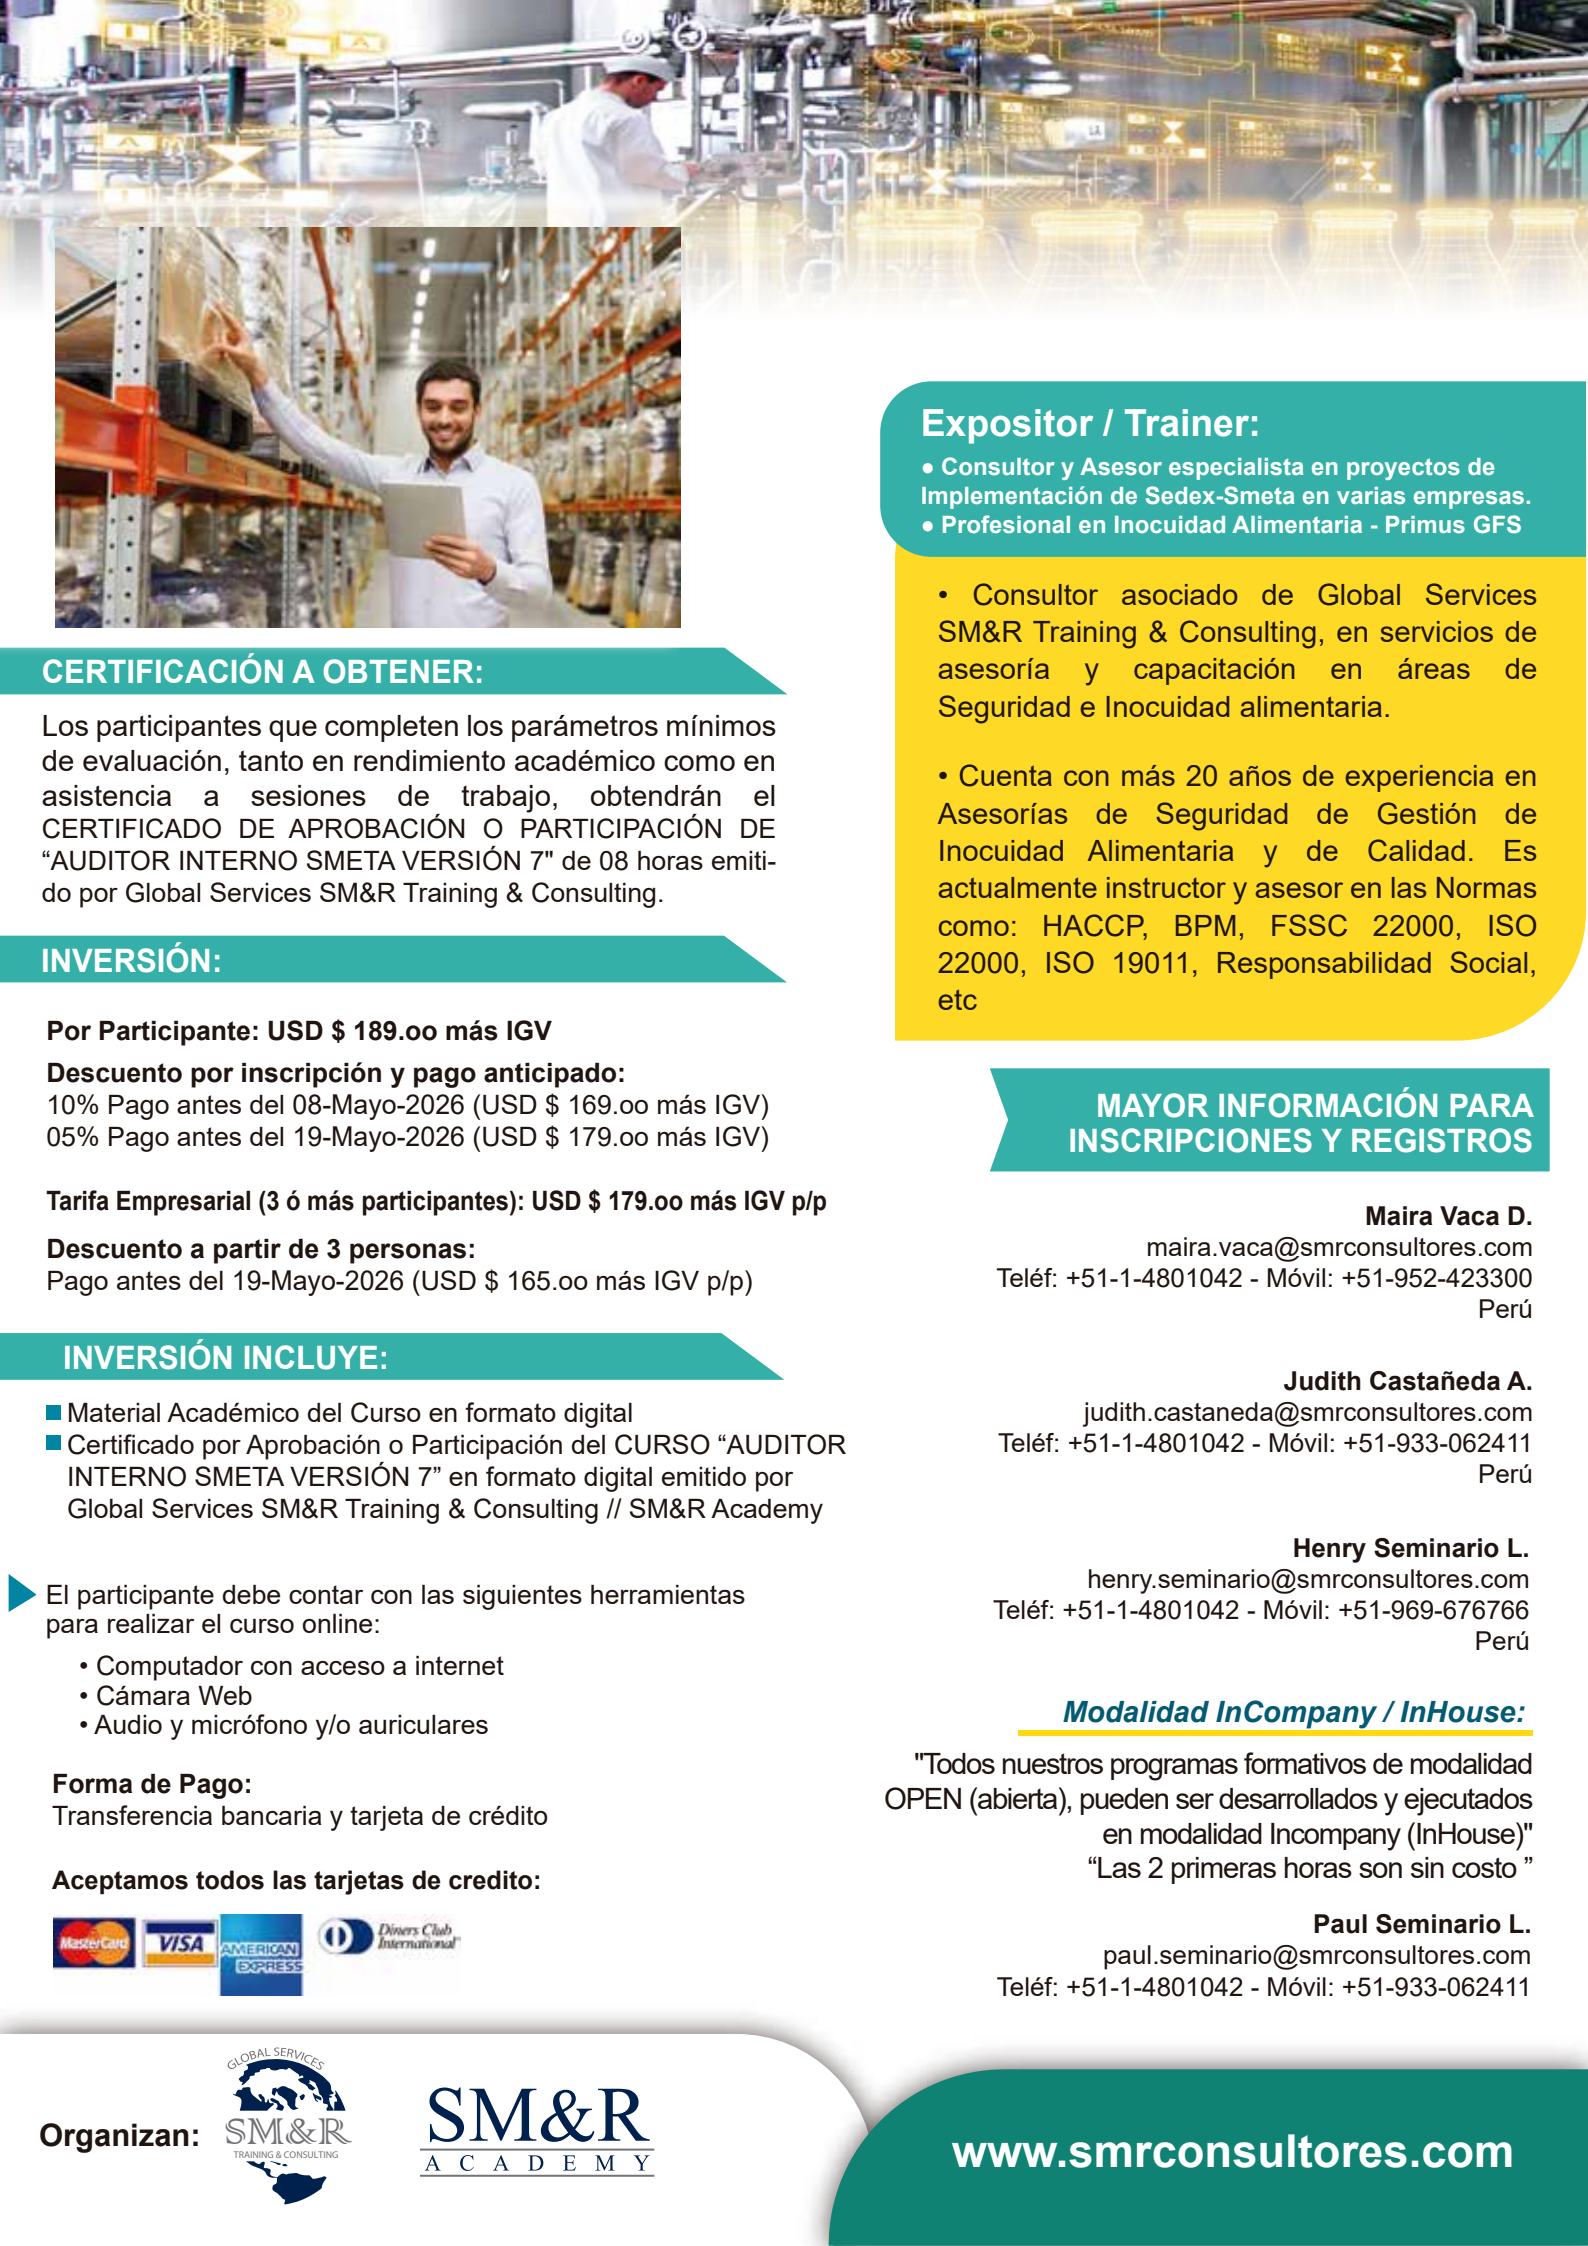 CERTIFICACIÓN A OBTENER:
Los participantes que completen los parámetros mínimos
de evaluación, tanto en rendimiento académico como en
asistencia a sesiones de trabajo, obtendrán el
CERTIFICADO DE APROBACIÓN O PARTICIPACIÓN DE
“AUDITOR INTERNO SMETA VERSIÓN 7" de 08 horas emiti-
do por Global Services SM&R Training & Consulting.
INVERSIÓN:
Por Participante: USD $ 189.oo más IGV
Descuento por inscripción y pago anticipado:
10% Pago antes del 08-Mayo-2026 (USD $ 169.oo más IGV)
05% Pago antes del 19-Mayo-2026 (USD $ 179.oo más IGV)
Tarifa Empresarial (3 ó más participantes): USD $ 179.oo más IGV p/p
Descuento a partir de 3 personas:
Pago antes del 19-Mayo-2026 (USD $ 165.oo más IGV p/p)
INVERSIÓN INCLUYE:
Material Académico del Curso en formato digital
Certificado por Aprobación o Participación del CURSO “AUDITOR
INTERNO SMETA VERSIÓN 7” en formato digital emitido por
Global Services SM&R Training & Consulting // SM&R Academy
El participante debe contar con las siguientes herramientas
para realizar el curso online:
• Computador con acceso a internet
• Cámara Web
• Audio y micrófono y/o auriculares
Forma de Pago:
Transferencia bancaria y tarjeta de crédito
Aceptamos todos las tarjetas de credito:
MasterCard
VISA
AMERICAN
EXPRESS
Diners Club
International
Expositor / Trainer:
● Consultor y Asesor especialista en proyectos de
Implementación de Sedex-Smeta en varias empresas.
● Profesional en Inocuidad Alimentaria - Primus GFS
• Consultor asociado de Global Services
SM&R Training & Consulting, en servicios de
asesoría y capacitación en áreas de
Seguridad e Inocuidad alimentaria.
• Cuenta con más 20 años de experiencia en
Asesorías de Seguridad de Gestión de
Inocuidad Alimentaria y de Calidad. Es
actualmente instructor y asesor en las Normas
como: HACCP, BPM, FSSC 22000, ISO
22000, ISO 19011, Responsabilidad Social,
etc
MAYOR INFORMACIÓN PARA
INSCRIPCIONES Y REGISTROS
Maira Vaca D.
maira.vaca@smrconsultores.com
Teléf: +51-1-4801042 - Móvil: +51-952-423300
Perú
Judith Castañeda A.
judith.castaneda@smrconsultores.com
Teléf: +51-1-4801042 - Móvil: +51-933-062411
Perú
Henry Seminario L.
henry.seminario@smrconsultores.com
Teléf: +51-1-4801042 - Móvil: +51-969-676766
Perú
Modalidad InCompany / InHouse:
"Todos nuestros programas formativos de modalidad
OPEN (abierta), pueden ser desarrollados y ejecutados
en modalidad Incompany (InHouse)"
“Las 2 primeras horas son sin costo ”
Paul Seminario L.
paul.seminario@smrconsultores.com
Teléf: +51-1-4801042 - Móvil: +51-933-062411
Organizan:
GLOBAL SERVICES
SM&R
TRAINING & CONSULTING
SM&R
ACADEMY
www.smrconsultores.com